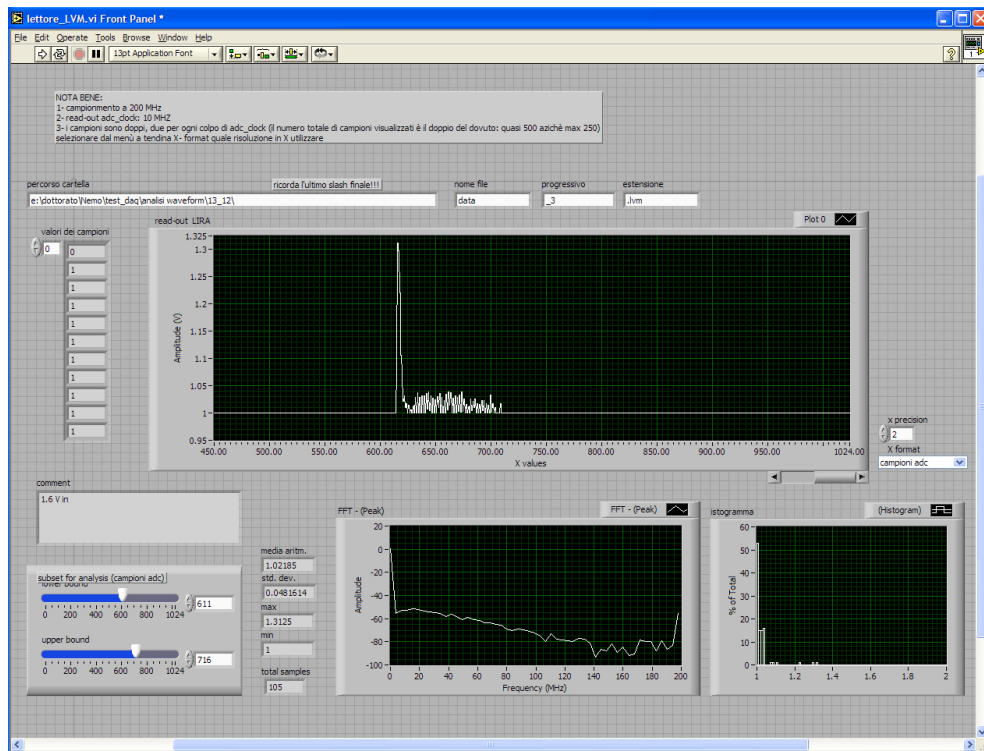 lettore_LVM.vi Front Panel *
File Edit Operate Tools Browse Window Help
13pt Application Font
?
1
NOTA BENE:
1- campionmento a 200 MHz
2- read-out adc_clock: 10 MHZ
3- i campioni sono doppi, due per ogni colpo di adc_clock (il numero totale di campioni visualizzati è il doppio del dovuto: quasi 500 azichè max 250)
selezionare dal menù a tendina X- format quale risoluzione in X utilizzare
percorso cartella
ricorda l'ultimo slash finale!!!
nome file
progressivo
estensione
e:\dottorato\Nemo\test_daq\analisi waveform\13_12\
data
_3
.lvm
valori dei campioni
0
0
1
1
1
1
1
1
1
1
1
1
read-out LIRA
Plot 0
Amplitude (V)
1.325
1.3
1.25
1.2
1.15
1.1
1.05
1
0.95
450.00 500.00 550.00 600.00 650.00 700.00 750.00 800.00 850.00 900.00 950.00 1024.00
X values
x precision
2
X format
campioni adc
comment
1.6 V in
subset for analysis (campioni adc)
lower bound
0 200 400 600 800 1024
611
upper bound
0 200 400 600 800 1024
716
media aritm.
1.02185
std. dev.
0.0481614
max
1.3125
min
1
total samples
105
FFT - (Peak)
FFT - (Peak)
Amplitude
20
0
-20
-40
-60
-80
-100
0 20 40 60 80 100 120 140 160 180 200
Frequency (MHz)
istogramma
(Histogram)
% of Total
60
50
40
30
20
10
0
1 1.2 1.4 1.6 1.8 2